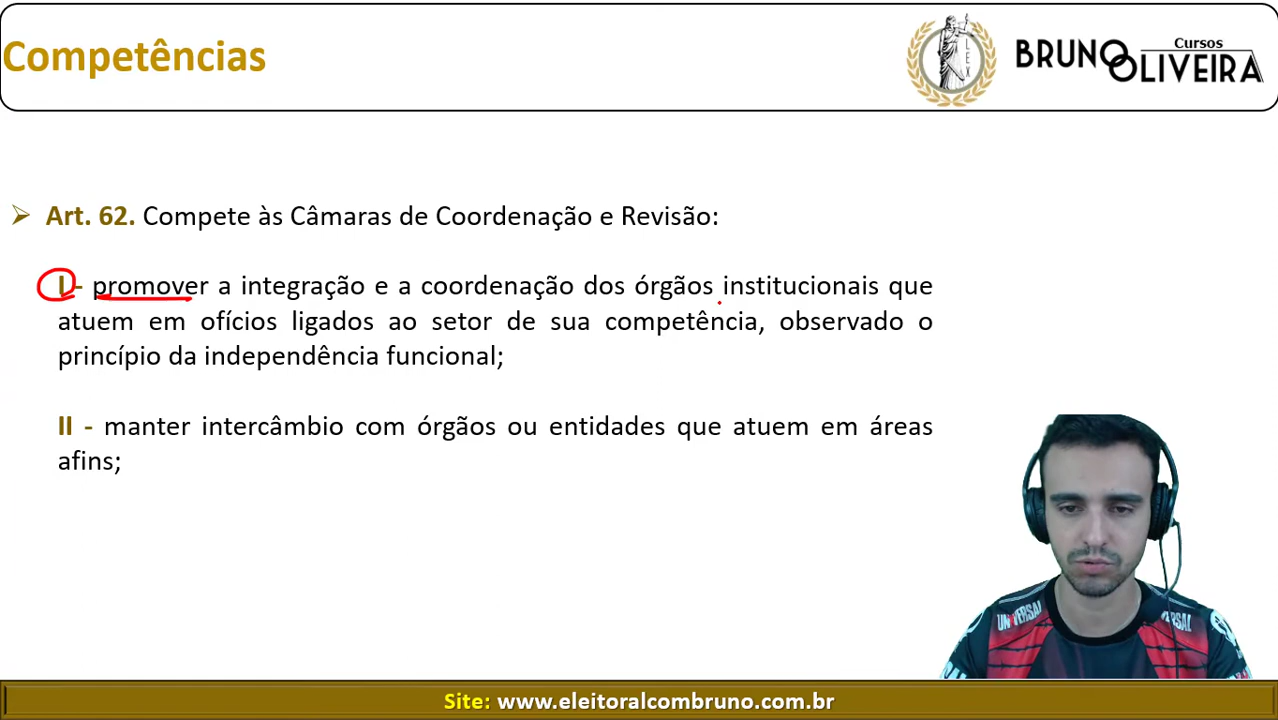 Competências
LEX
Cursos
BRUNO
OLIVEIRA
Art. 62. Compete às Câmaras de Coordenação e Revisão:
I - promover a integração e a coordenação dos órgãos institucionais que
atuem em ofícios ligados ao setor de sua competência, observado o
princípio da independência funcional;
II - manter intercâmbio com órgãos ou entidades que atuem em áreas
afins;
UNIVERSAL
Site: www.eleitoralcombruno.com.br